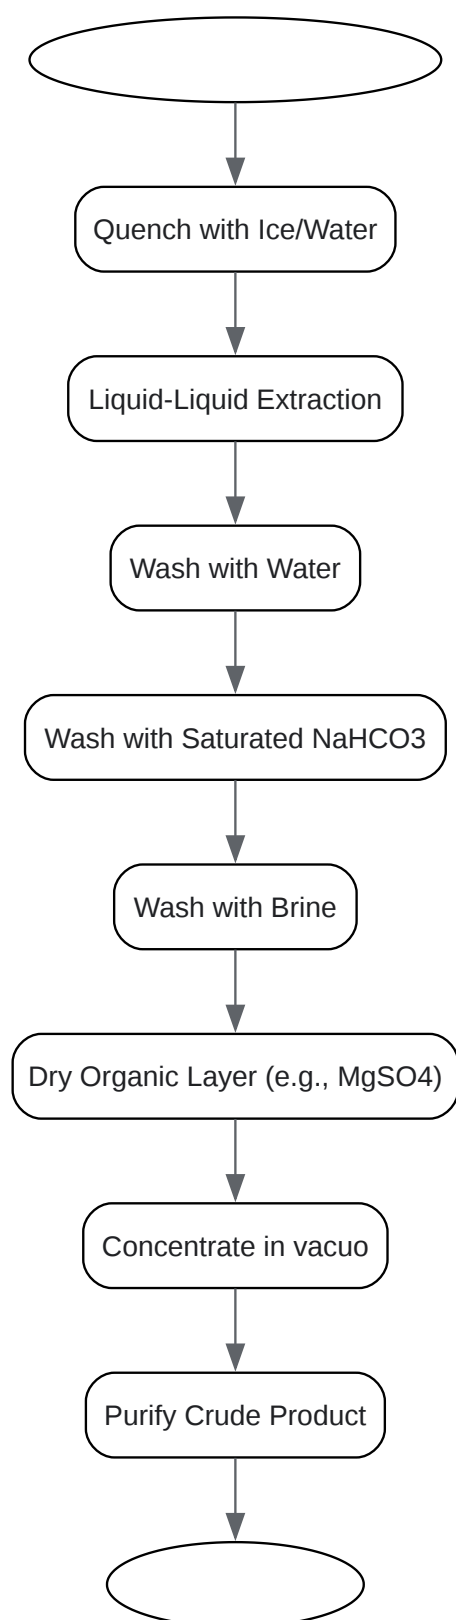 Quench with Ice/Water
Liquid-Liquid Extraction
Wash with Water
Wash with Saturated NaHCO3
Wash with Brine
Dry Organic Layer (e.g., MgSO4)
Concentrate in vacuo
Purify Crude Product